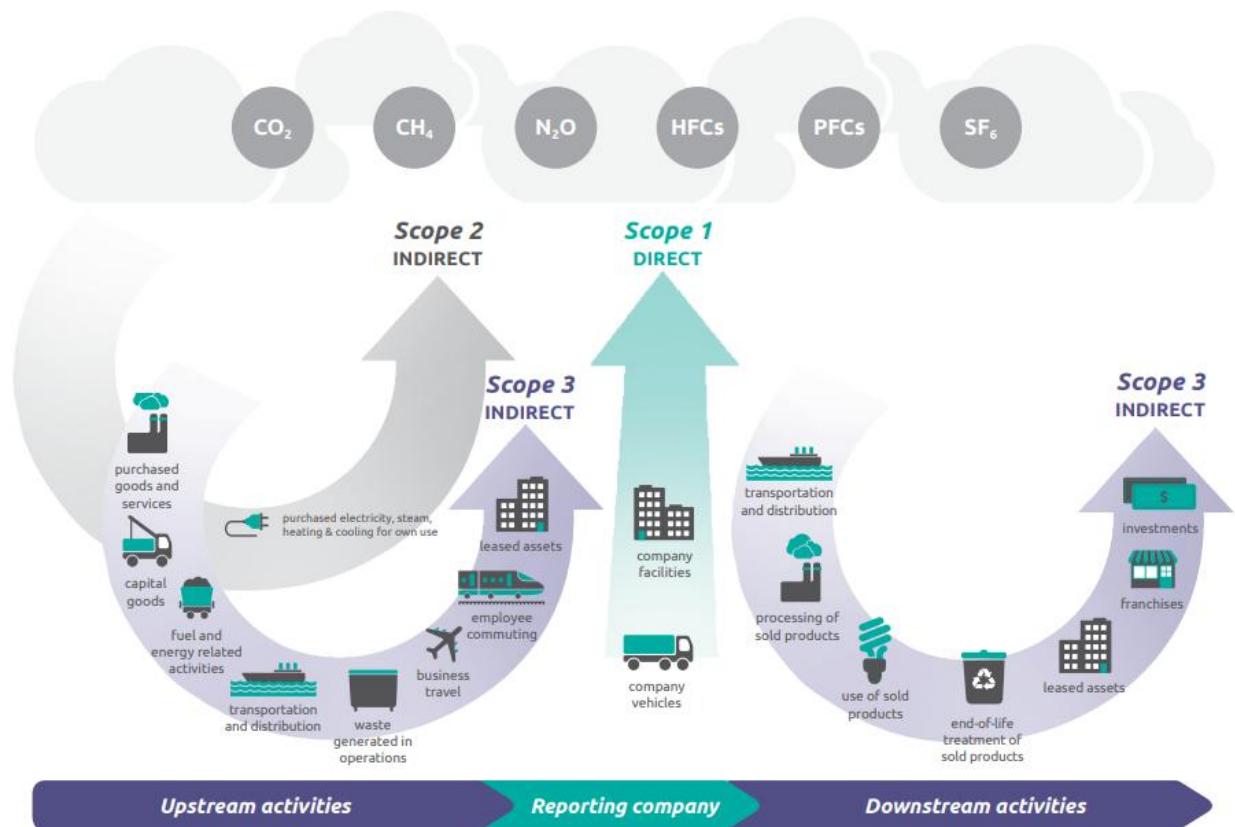 CO₂
CH₄
N₂O
HFCs
PFCs
SF₆
Scope 2
INDIRECT
Scope 1
DIRECT
Scope 3
INDIRECT
Scope 3
INDIRECT
purchased
goods and
services
capital
goods
fuel and
energy related
activities
transportation
and distribution
waste
generated in
operations
business
travel
employee
commuting
leased assets
purchased electricity, steam,
heating & cooling for own use
company
facilities
company
vehicles
transportation
and distribution
processing of
sold products
use of sold
products
end-of-life
treatment of
sold products
leased assets
franchises
$
investments
Upstream activities
Reporting company
Downstream activities